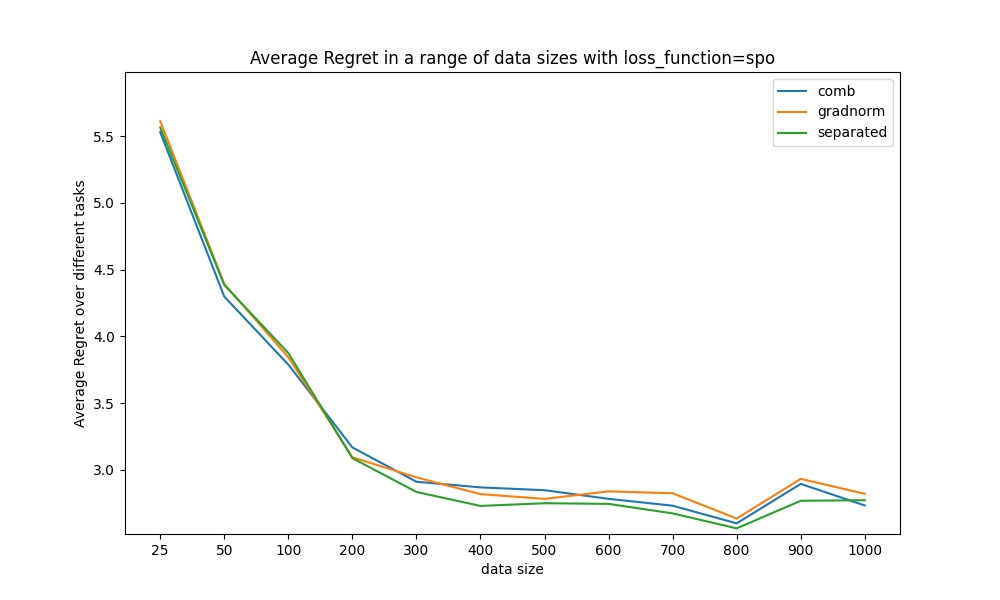 Average Regret in a range of data sizes with loss_function=spo
comb
gradnorm
separated
Average Regret over different tasks
5.5
5.0
4.5
4.0
3.5
3.0
25 50 100 200 300 400 500 600 700 800 900 1000
data size